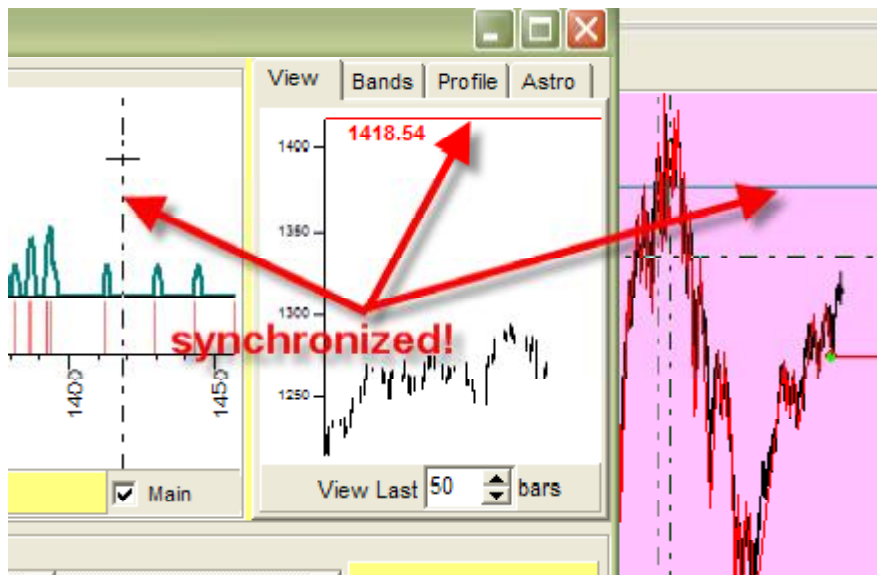 View Bands Profile Astro
1400
1418.54
1350
1300
synchronized!
1250
1400
1450
Main
View Last 50 bars